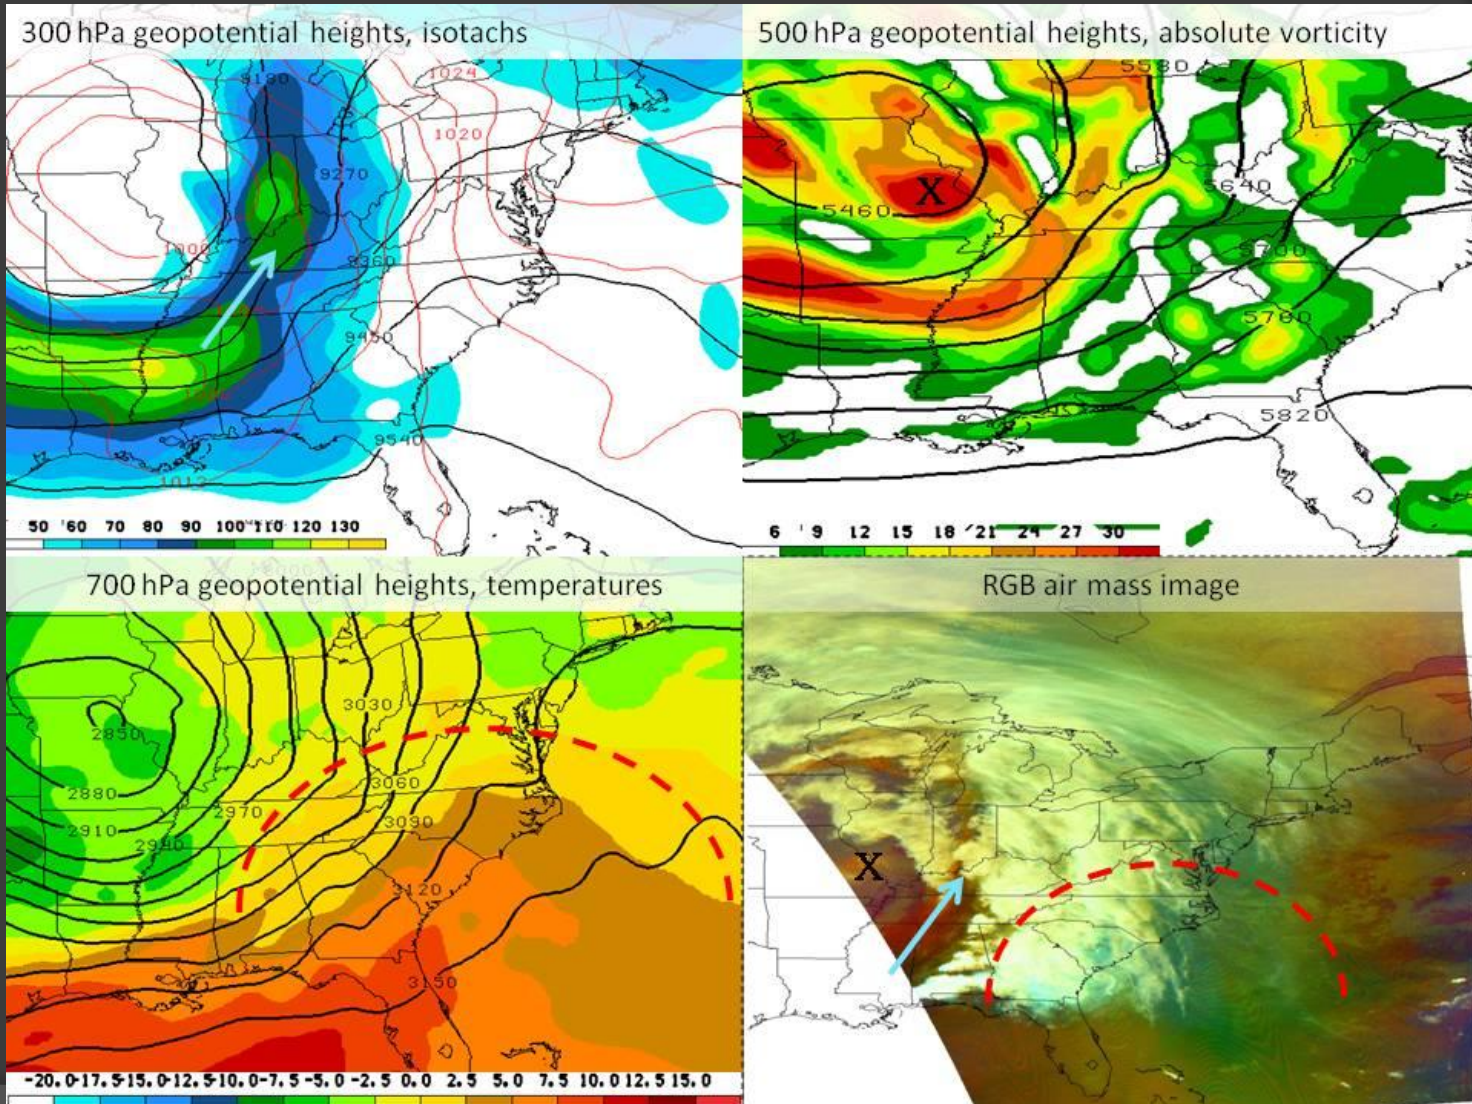 300 hPa geopotential heights, isotachs
500 hPa geopotential heights, absolute vorticity
9180
1024
1020
9270
1000
9360
9450
9540
1012
50 60 70 80 90 100 110 120 130
5580
5640
X
5460
5700
5760
5820
6 9 12 15 18 21 24 27 30
700 hPa geopotential heights, temperatures
RGB air mass image
3030
2850
3060
2880
2970
2910
3090
2940
3120
3150
X
-20.0-17.5-15.0-12.5-10.0-7.5 -5.0 -2.5 0.0 2.5 5.0 7.5 10.0 12.5 15.0